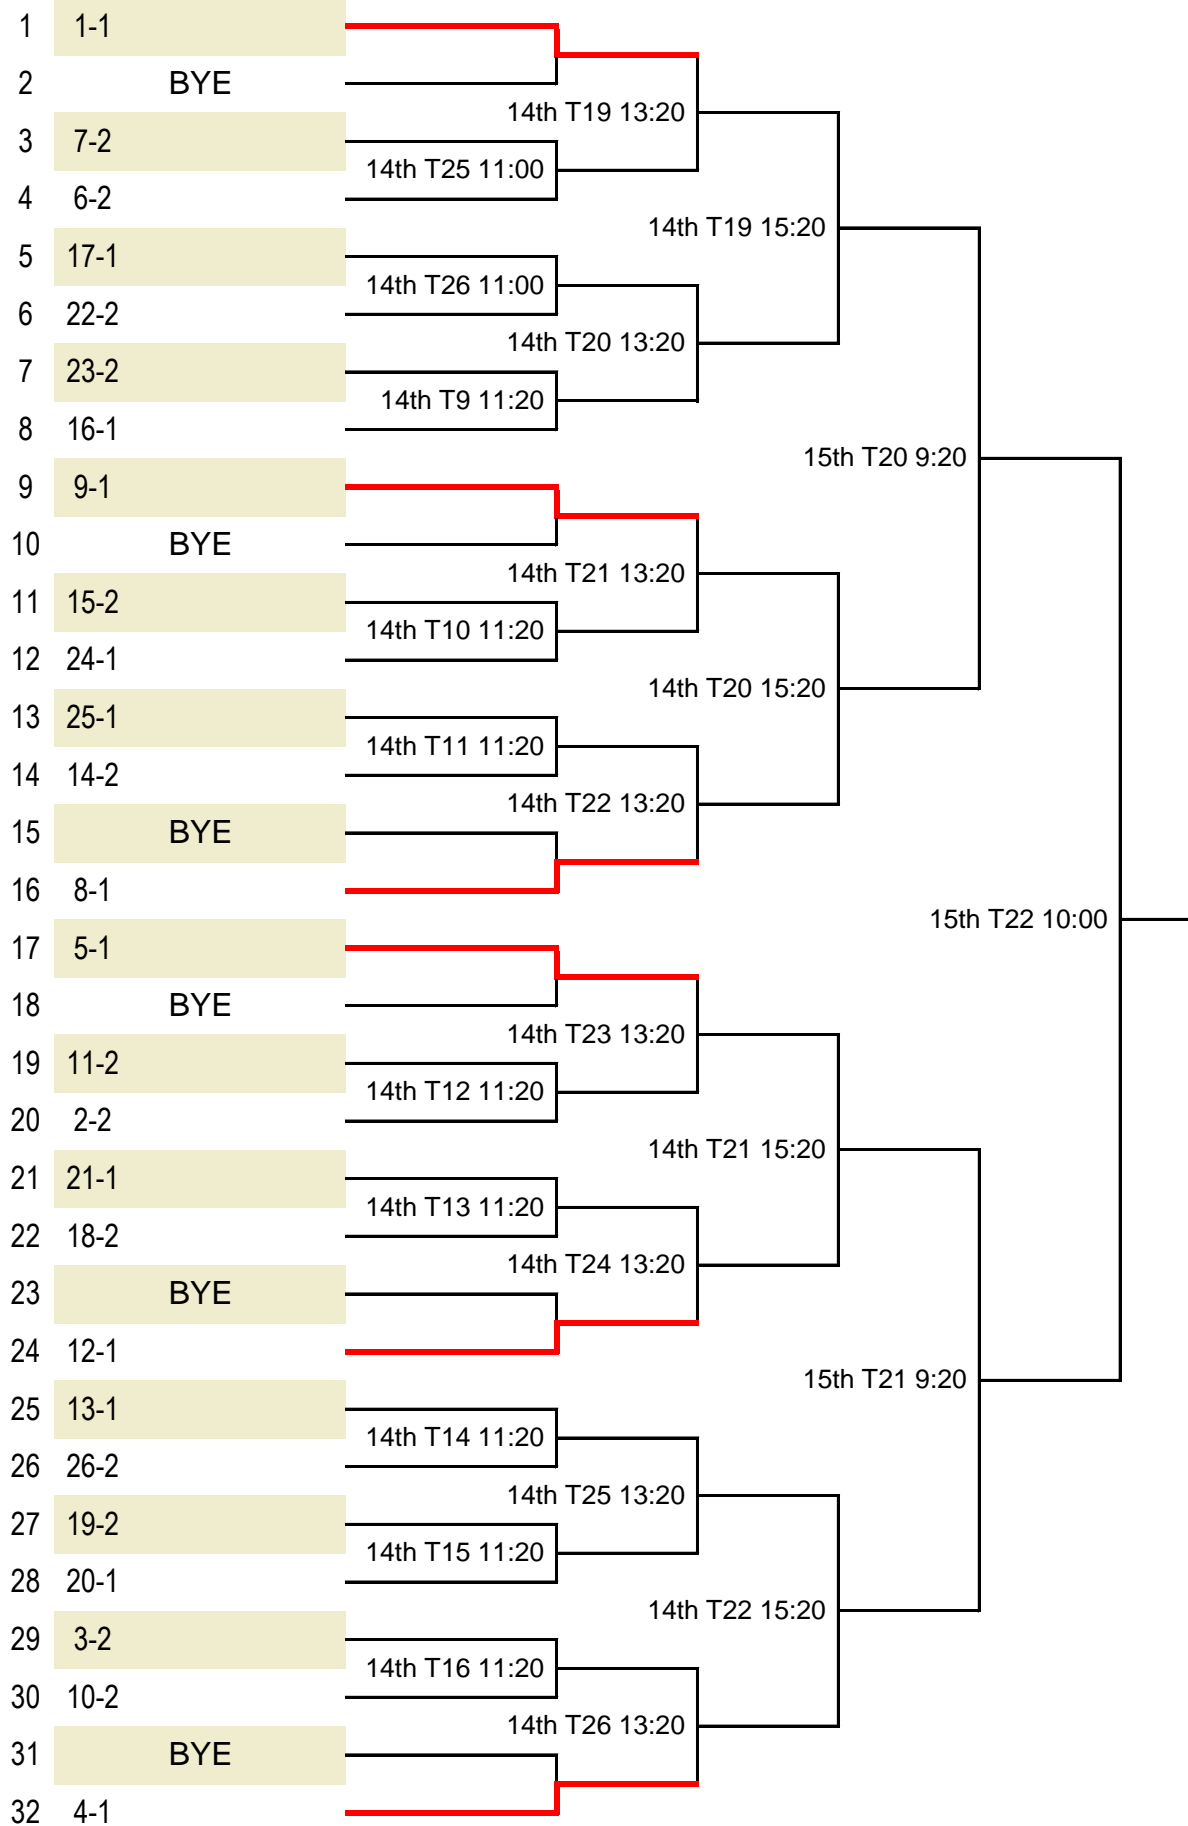 1 1-1
2 BYE
14th T19 13:20
3 7-2
14th T25 11:00
4 6-2
14th T19 15:20
5 17-1
14th T26 11:00
6 22-2
14th T20 13:20
7 23-2
14th T9 11:20
8 16-1
15th T20 9:20
9 9-1
10 BYE
14th T21 13:20
11 15-2
14th T10 11:20
12 24-1
14th T20 15:20
13 25-1
14th T11 11:20
14 14-2
14th T22 13:20
15 BYE
16 8-1
15th T22 10:00
17 5-1
18 BYE
14th T23 13:20
19 11-2
14th T12 11:20
20 2-2
14th T21 15:20
21 21-1
14th T13 11:20
22 18-2
14th T24 13:20
23 BYE
24 12-1
15th T21 9:20
25 13-1
14th T14 11:20
26 26-2
14th T25 13:20
27 19-2
14th T15 11:20
28 20-1
14th T22 15:20
29 3-2
14th T16 11:20
30 10-2
14th T26 13:20
31 BYE
32 4-1